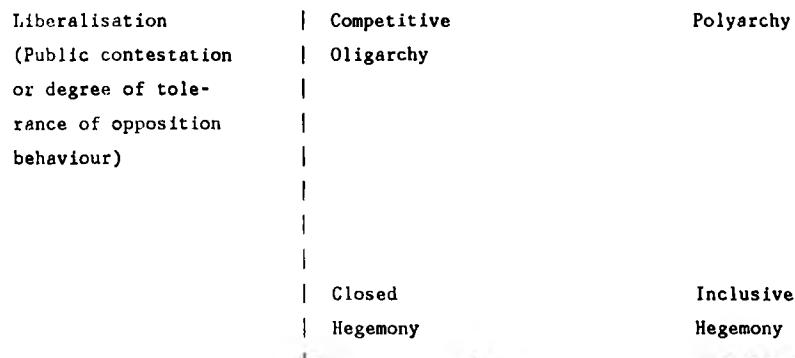 Liberalisation | Competitive Polyarchy
(Public contestation | Oligarchy
or degree of tole- |
rance of opposition |
behaviour) |
|
|
|
| Closed Inclusive
| Hegemony Hegemony